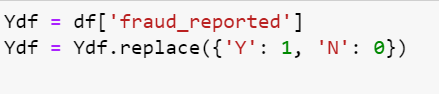 Ydf = df['fraud_reported']
Ydf = Ydf.replace({'Y': 1, 'N': 0})